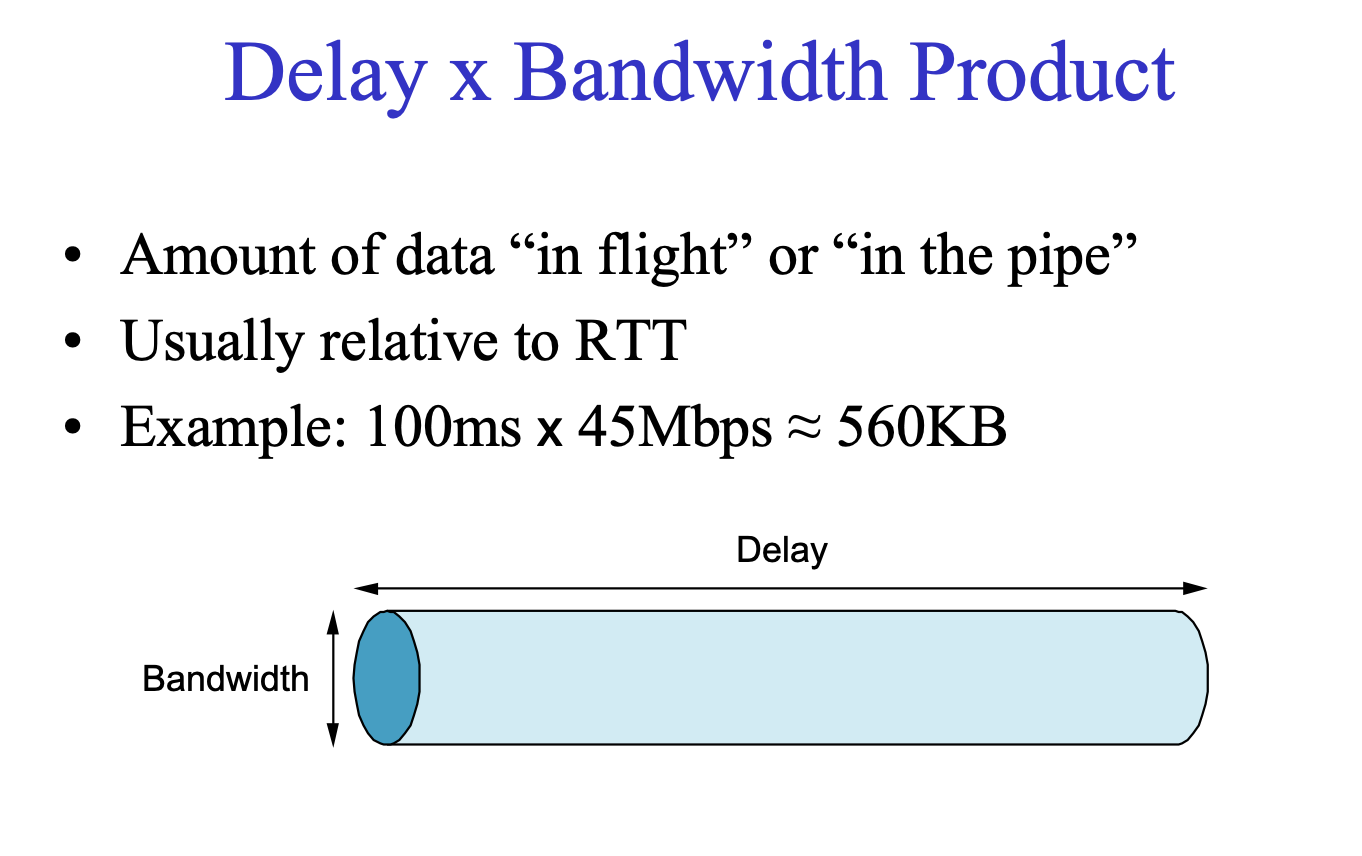 Delay x Bandwidth Product
• Amount of data “in flight” or “in the pipe”
• Usually relative to RTT
• Example: 100ms x 45Mbps ≈ 560KB
Delay
Bandwidth